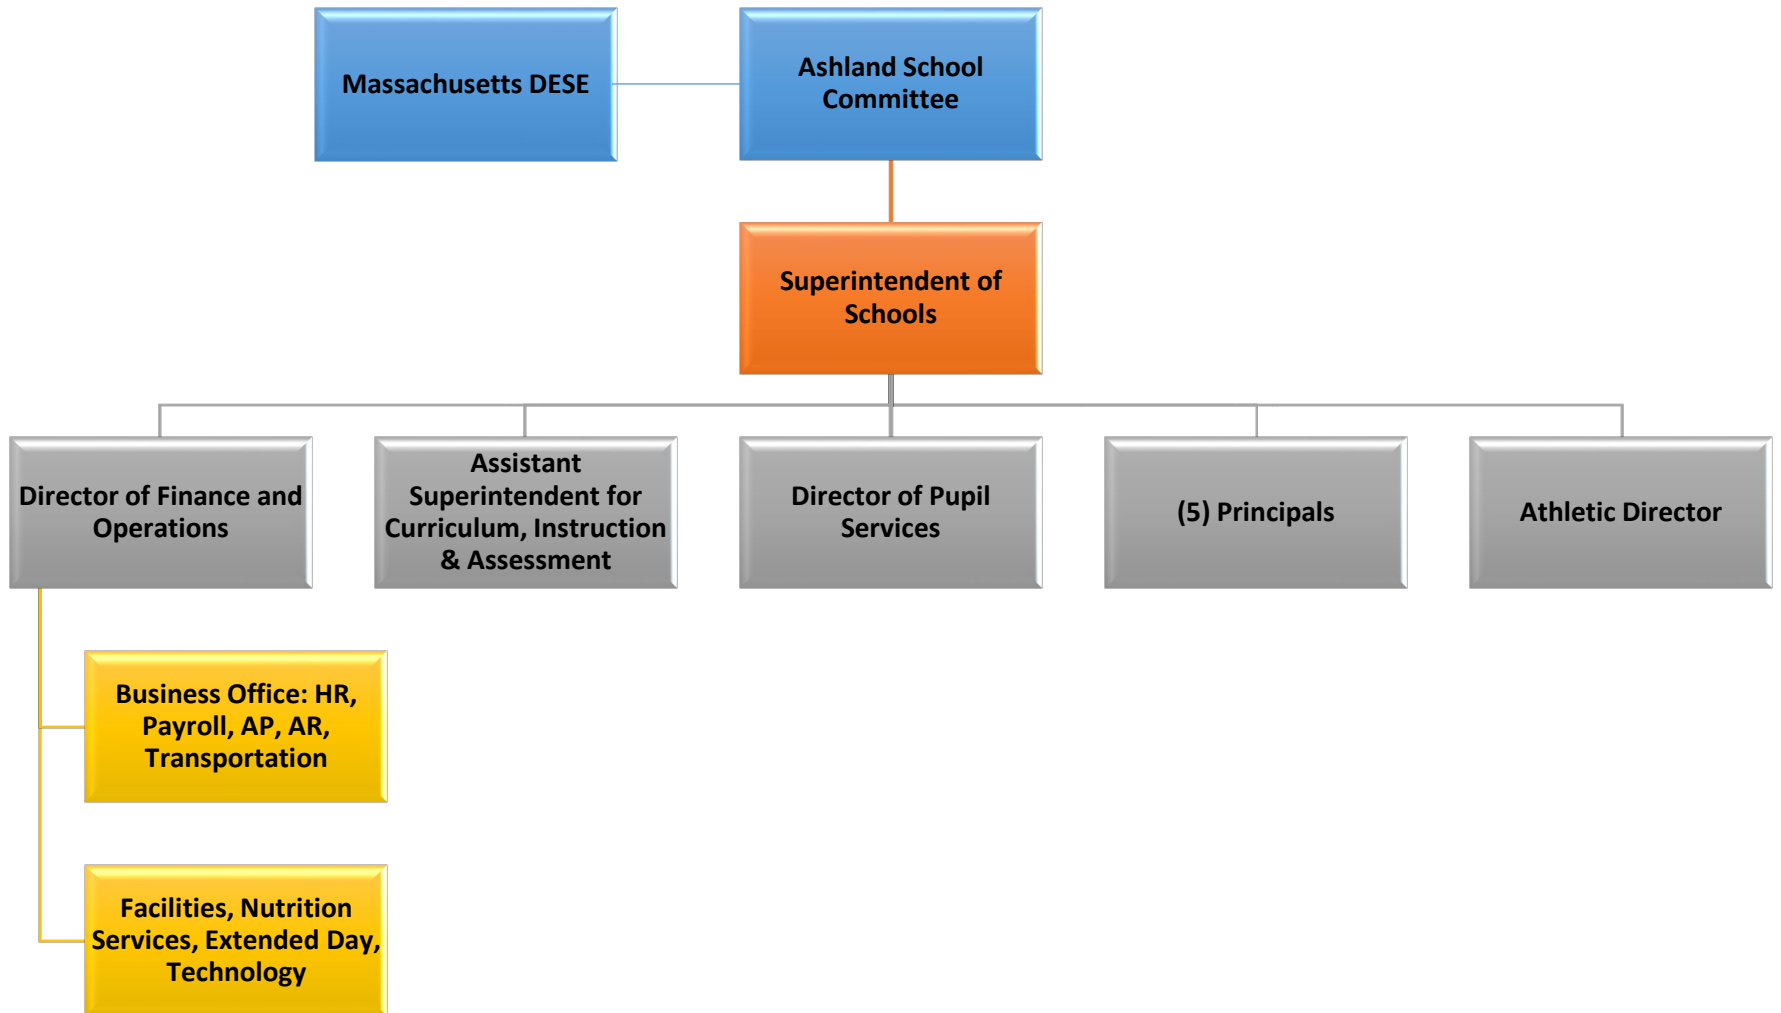 Massachusetts DESE
Ashland School
Committee
Superintendent of
Schools
Director of Finance and
Operations
Assistant
Superintendent for
Curriculum, Instruction
& Assessment
Director of Pupil
Services
(5) Principals
Athletic Director
Business Office: HR,
Payroll, AP, AR,
Transportation
Facilities, Nutrition
Services, Extended Day,
Technology